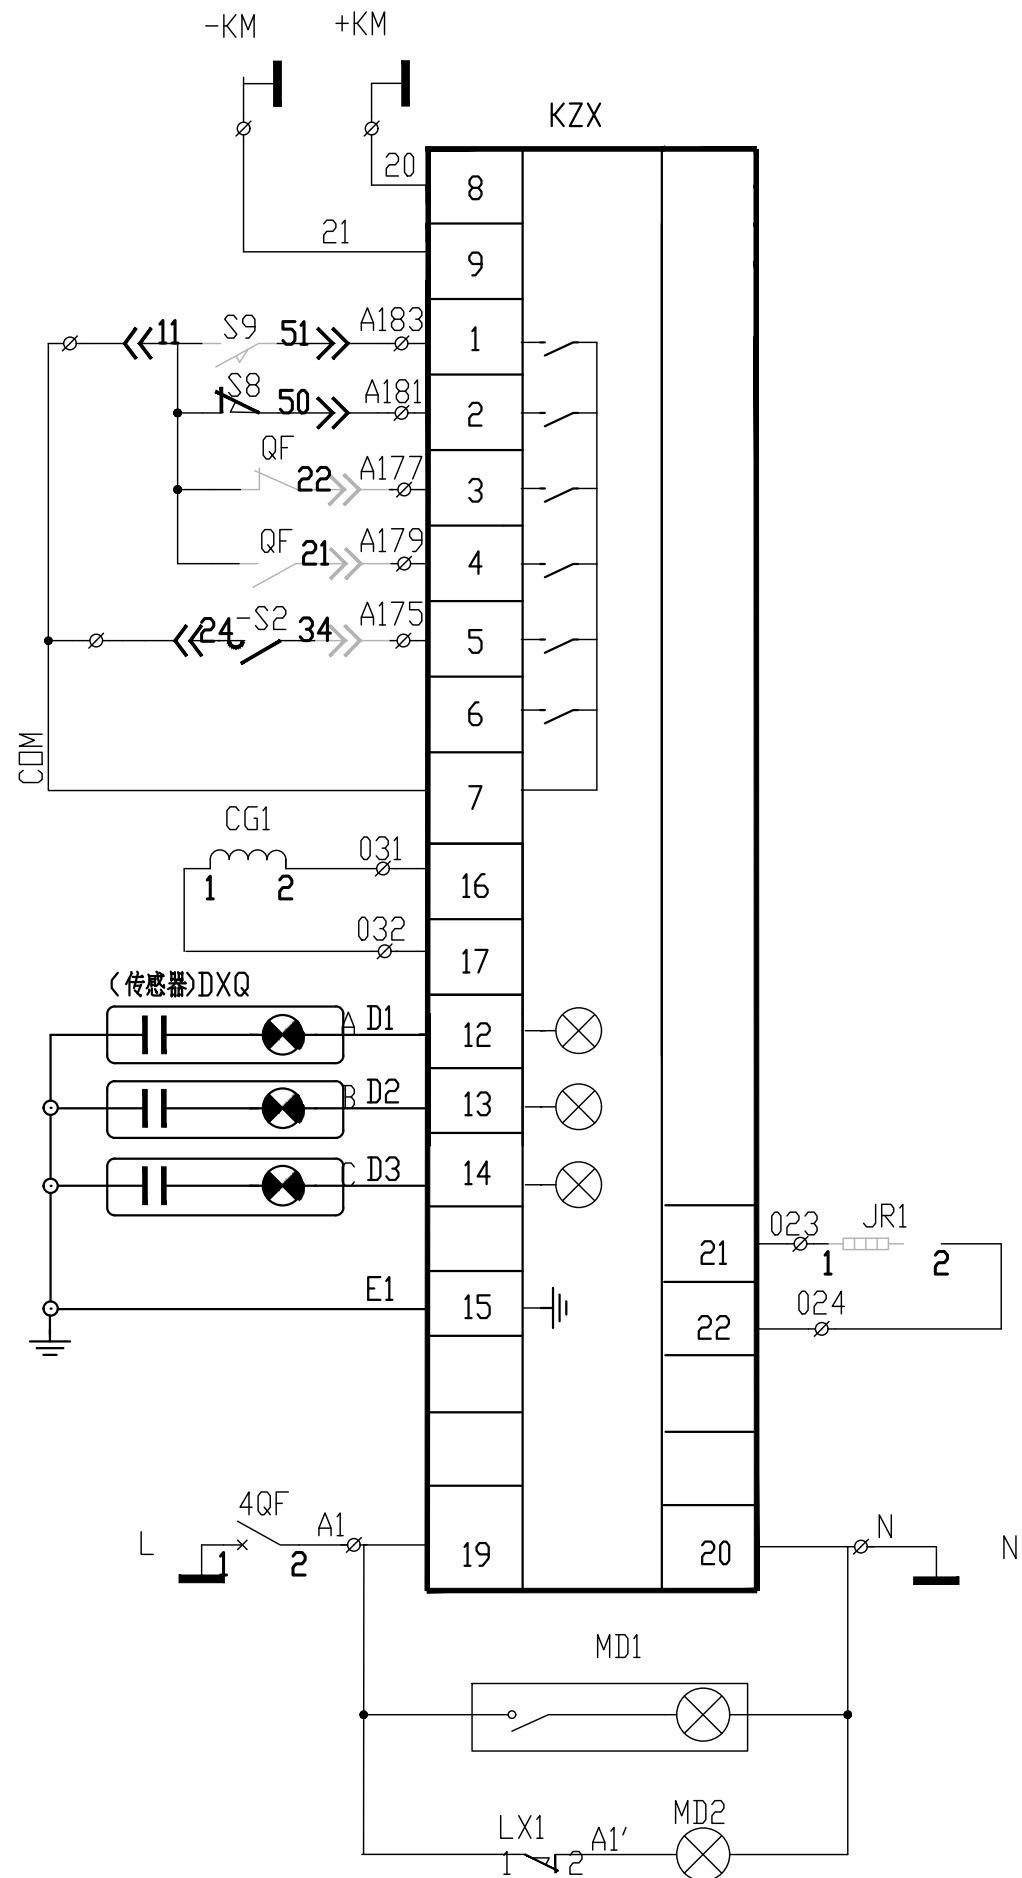 -KM
+KM
KZX
20
8
21
9
11
S9
51
A183
1
S8
50
A181
2
QF
22
A177
3
QF
21
A179
4
24
-S2
34
A175
5
6
COM
7
CG1
031
1
2
16
032
17
(传感器)DXQ
A
D1
12
B
D2
13
C
D3
14
023
JR1
21
1
2
E1
15
024
22
4QF
L
1
2
A1
19
20
N
N
MD1
LX1
1
2
A1'
MD2